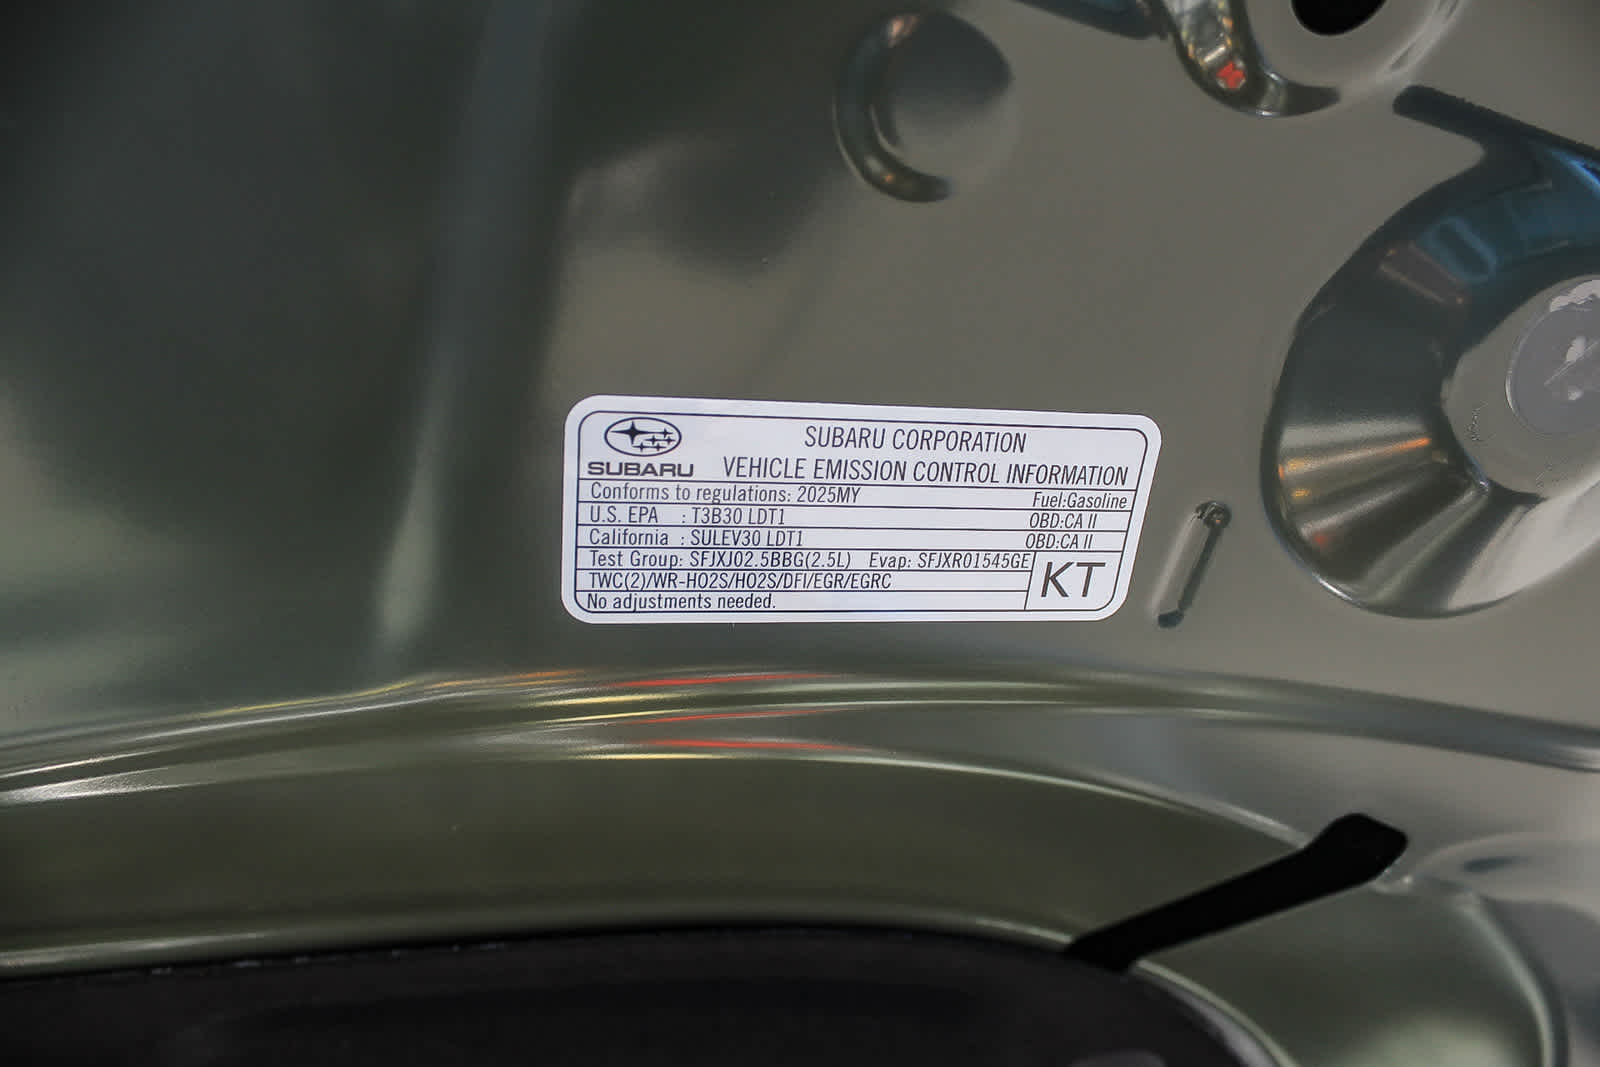 SUBARU
SUBARU CORPORATION
VEHICLE EMISSION CONTROL INFORMATION
Conforms to regulations: 2025MY Fuel:Gasoline
U.S. EPA : T3B30 LDT1 OBD:CA II
California : SULEV30 LDT1 OBD:CA II
Test Group: SFJXJ02.5BBG(2.5L) Evap: SFJXR01545GE
TWC(2)/WR-HO2S/HO2S/DFI/EGR/EGRC
No adjustments needed.
KT